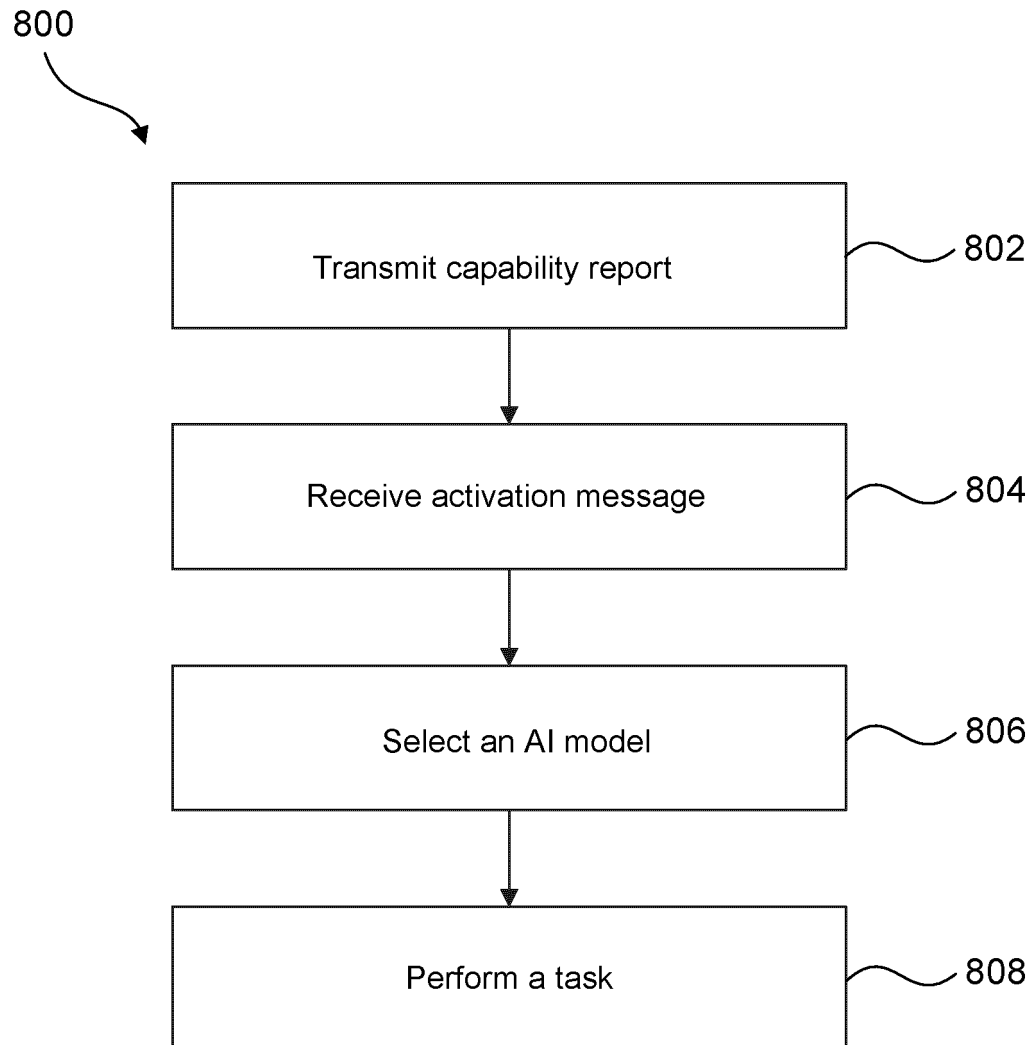 800
Transmit capability report
802
Receive activation message
804
Select an AI model
806
Perform a task
808